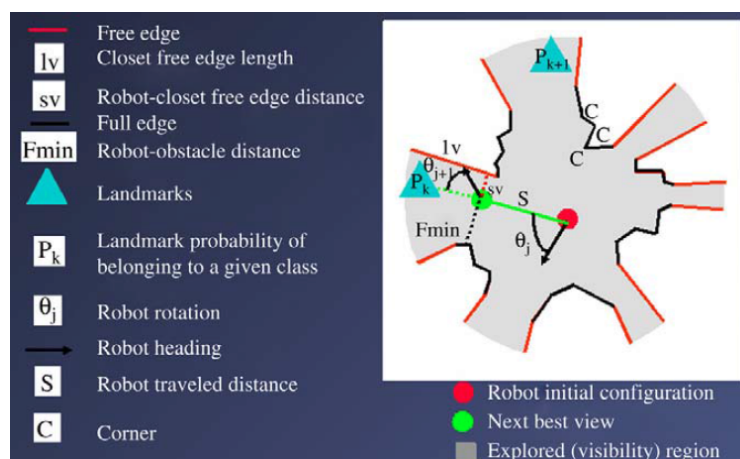 Free edge
lv Closet free edge length
sv Robot-closet free edge distance
Full edge
Fmin Robot-obstacle distance
Landmarks
Pk Landmark probability of
belonging to a given class
θj Robot rotation
Robot heading
S Robot traveled distance
C Corner
Pk+1
C
C
C
lv
θj+1
Pk
sv
S
Fmin
θj
Robot initial configuration
Next best view
Explored (visibility) region